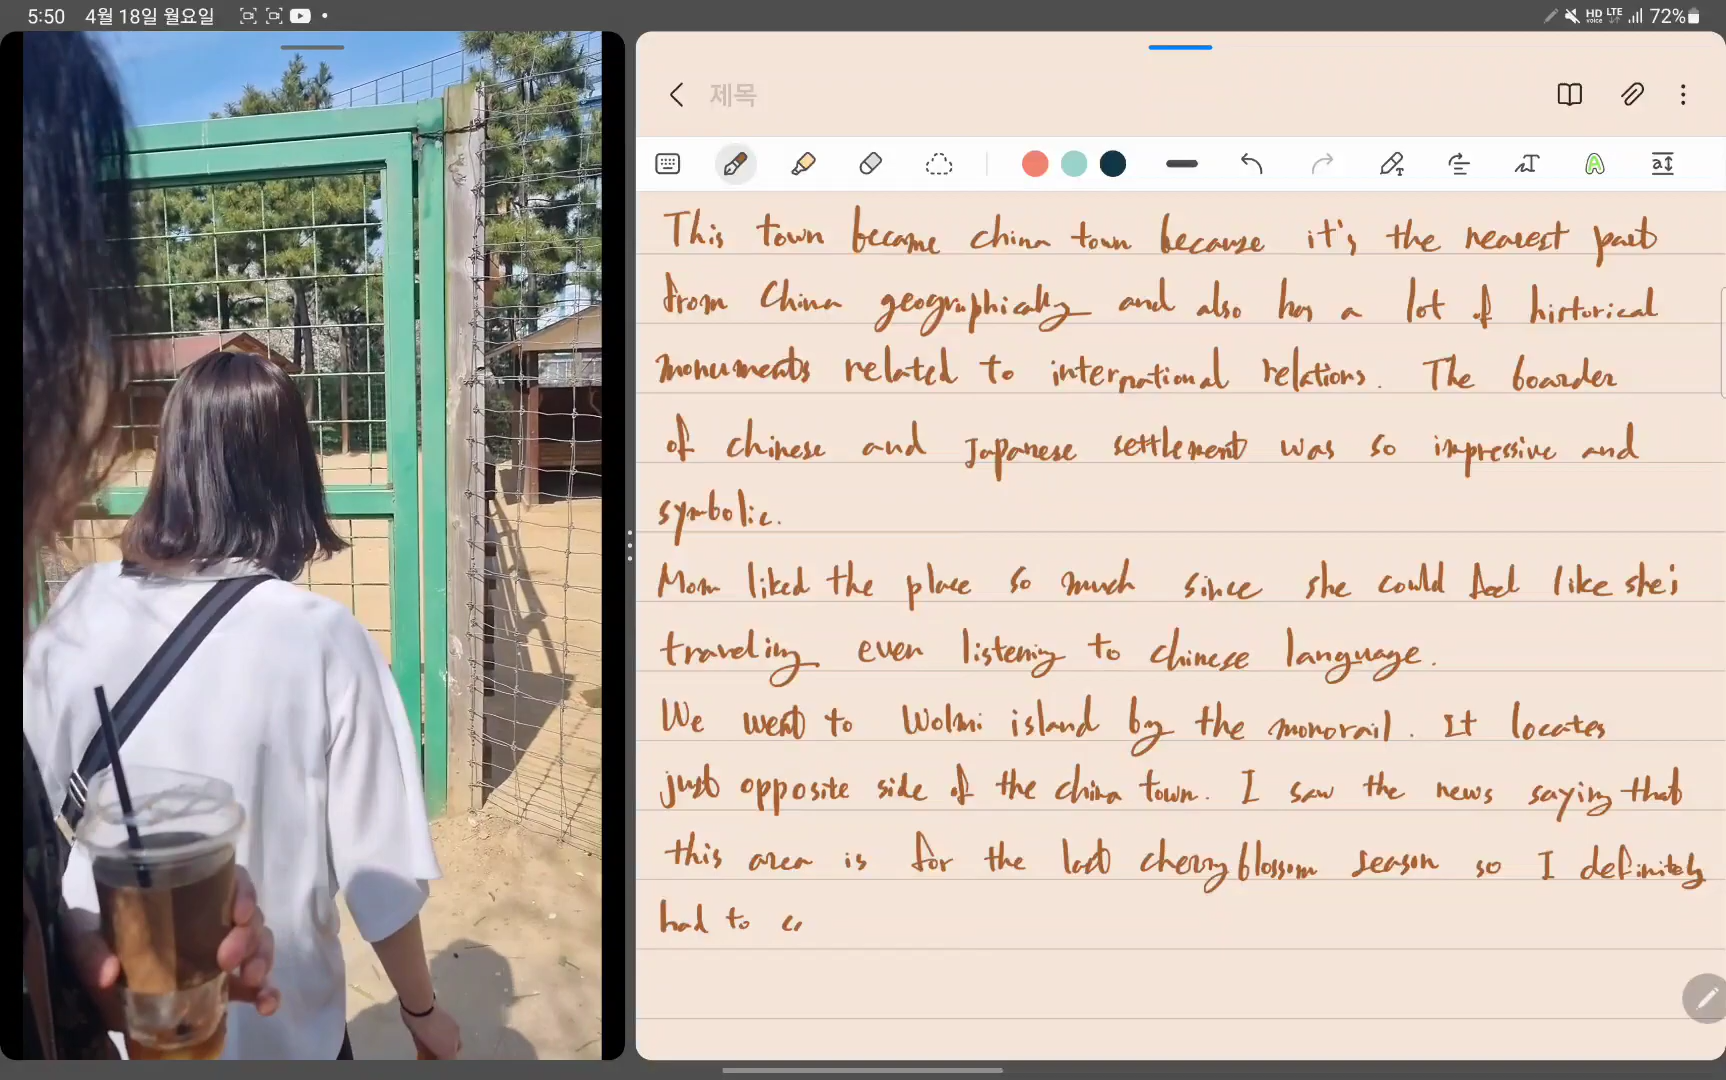 5:50 4월 18일 월요일
HD voice LTE 72%
제목
This town became china town because it's the nearest part
from China geographically and also has a lot of historical
monuments related to international relations. The boarder
of chinese and Japanese settlement was so impressive and
symbolic.
Mom liked the place so much since she could feel like she's
traveling even listening to chinese language.
We went to Wolmi island by the monorail. It locates
just opposite side of the china town. I saw the news saying that
this area is for the last cherry blossom season so I definitely
had to co